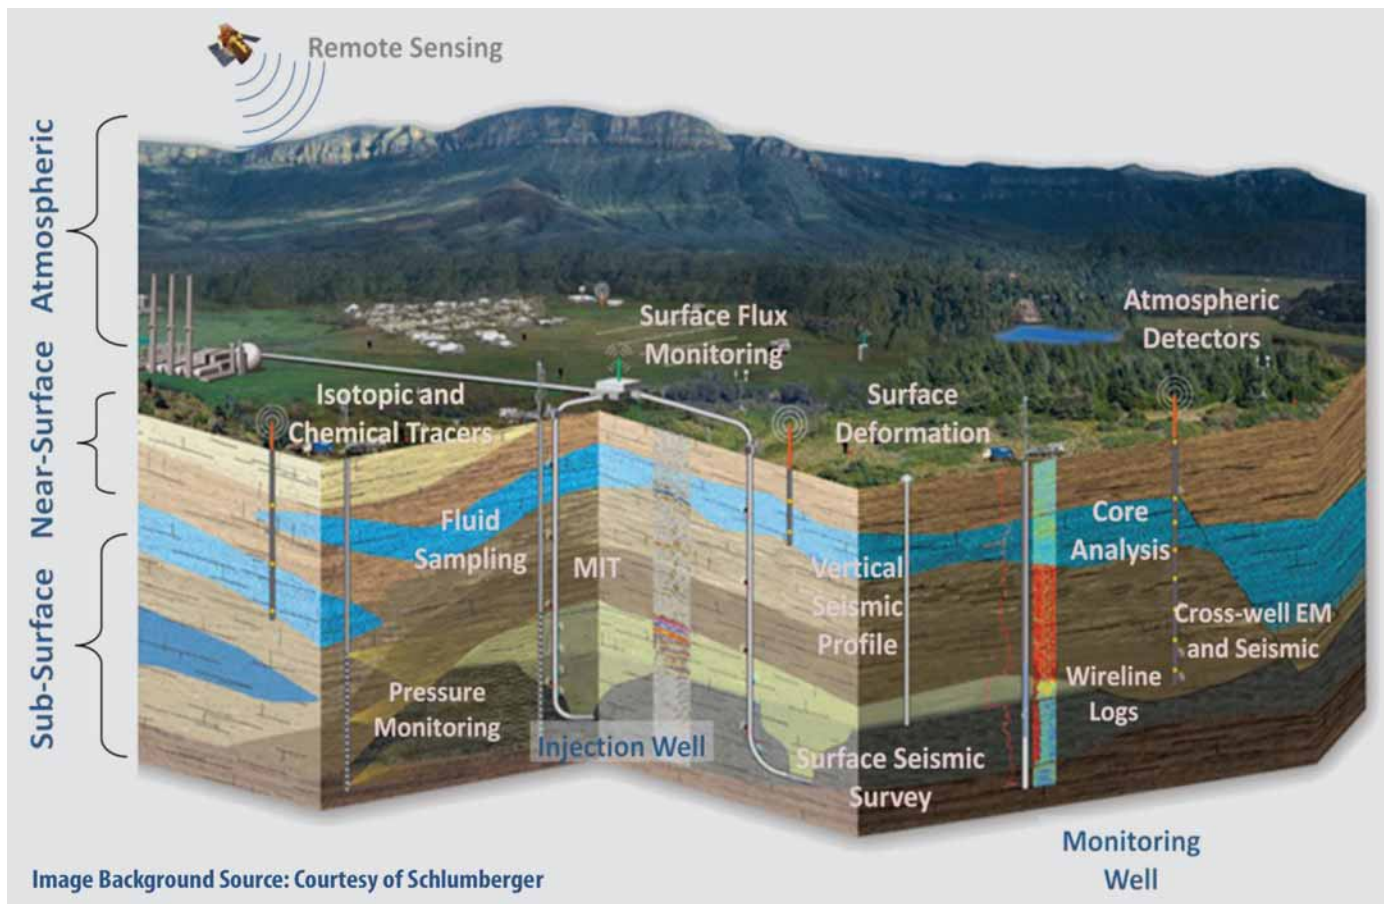 Remote Sensing
Atmospheric
Near-Surface
Sub-Surface
Surface Flux
Monitoring
Atmospheric
Detectors
Isotopic and
Chemical Tracers
Surface
Deformation
Fluid
Sampling
MIT
Core
Analysis
Vertical
Seismic
Profile
Cross-well EM
and Seismic
Pressure
Monitoring
Wireline
Logs
Injection Well
Surface Seismic
Survey
Monitoring
Well
Image Background Source: Courtesy of Schlumberger